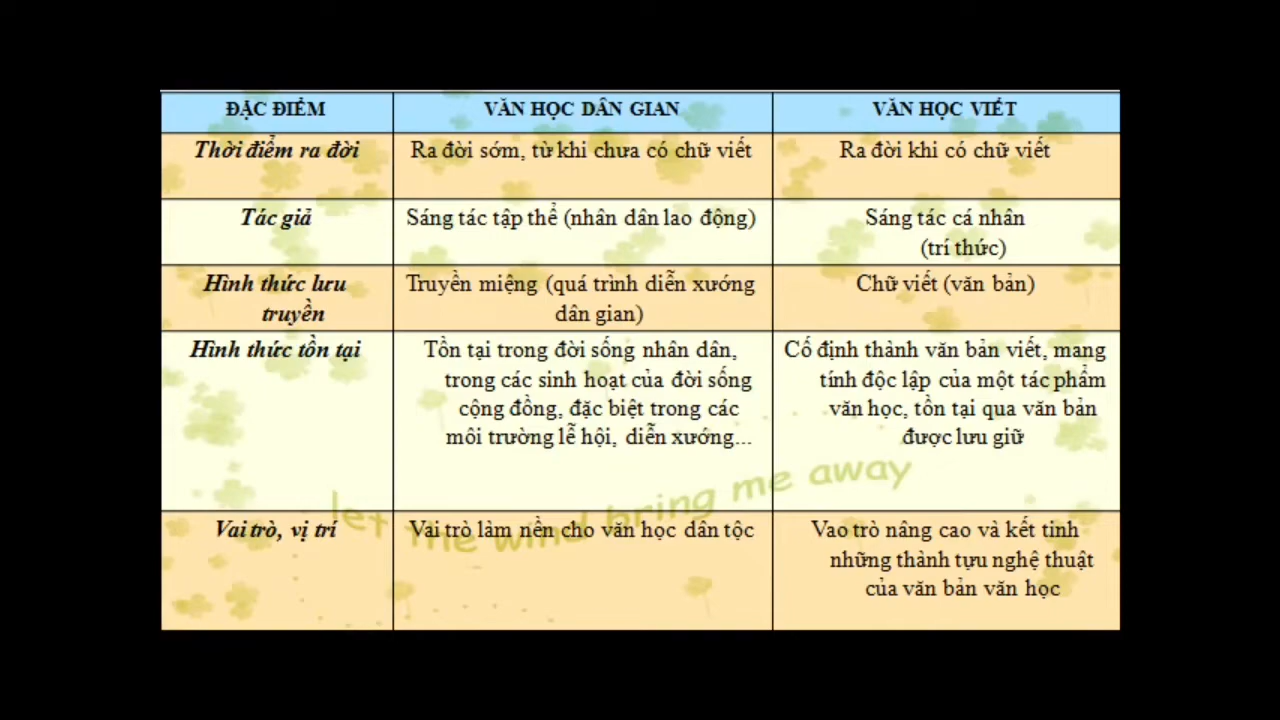 ĐẶC ĐIỂM
VĂN HỌC DÂN GIAN
VĂN HỌC VIẾT
Thời điểm ra đời
Ra đời sớm, từ khi chưa có chữ viết
Ra đời khi có chữ viết
Tác giả
Sáng tác tập thể (nhân dân lao động)
Sáng tác cá nhân
(trí thức)
Hình thức lưu
truyền
Truyền miệng (quá trình diễn xướng
dân gian)
Chữ viết (văn bản)
Hình thức tồn tại
Tồn tại trong đời sống nhân dân,
trong các sinh hoạt của đời sống
cộng đồng, đặc biệt trong các
môi trường lễ hội, diễn xướng...
Cố định thành văn bản viết, mang
tính độc lập của một tác phẩm
văn học, tồn tại qua văn bản
được lưu giữ
Vai trò, vị trí
Vai trò làm nền cho văn học dân tộc
Vao trò nâng cao và kết tinh
những thành tựu nghệ thuật
của văn bản văn học
let the wind bring me away